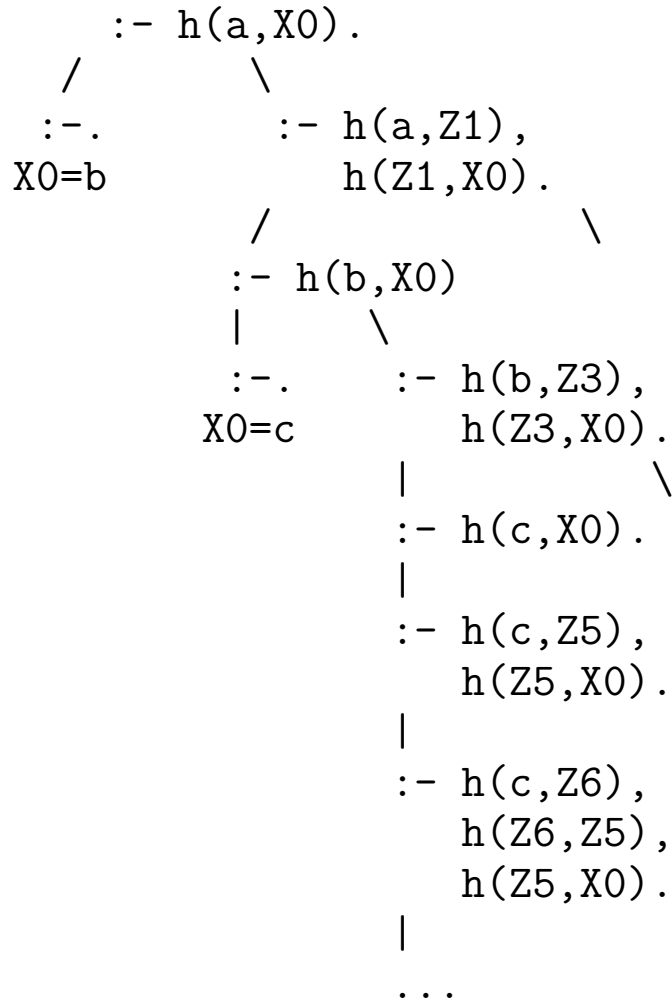 :- h(a,X0).
/ \
:-. :- h(a,Z1),
X0=b h(Z1,X0).
/ \
:- h(b,X0)
| \
:-. :- h(b,Z3),
X0=c h(Z3,X0).
| \
:- h(c,X0).
|
:- h(c,Z5),
h(Z5,X0).
|
:- h(c,Z6),
h(Z6,Z5),
h(Z5,X0).
|
...